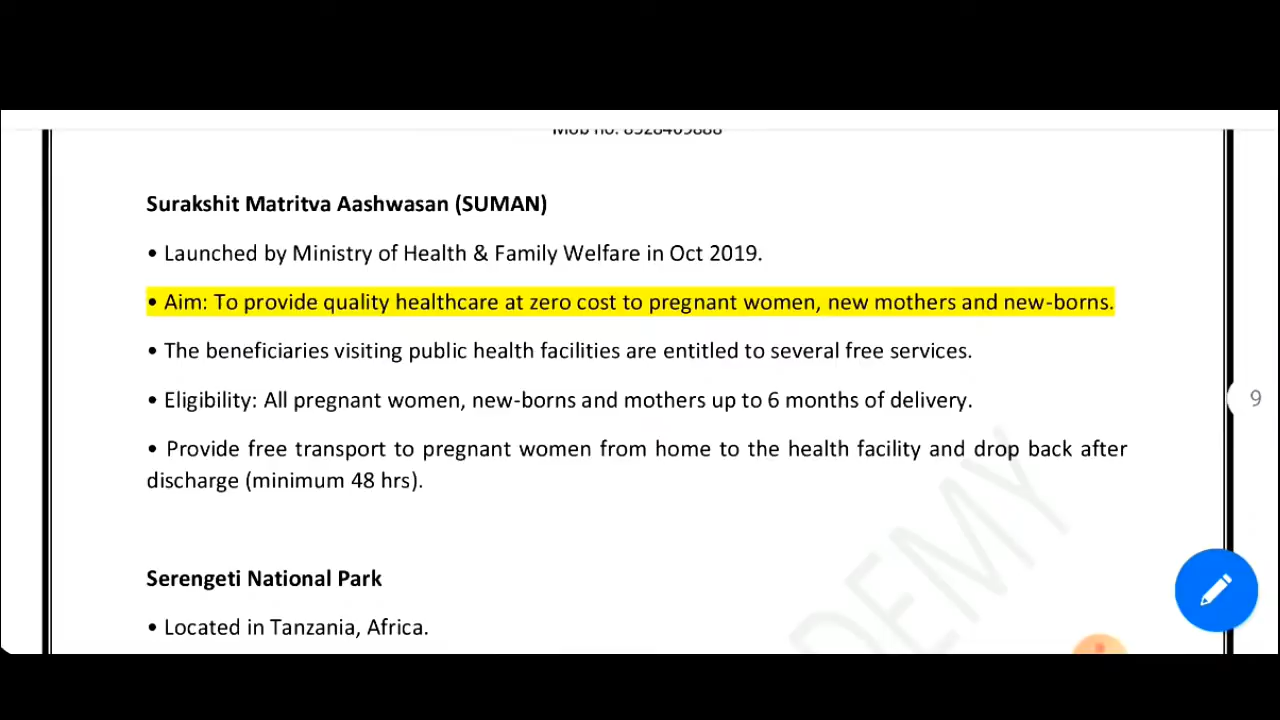 Surakshit Matritva Aashwasan (SUMAN)
• Launched by Ministry of Health & Family Welfare in Oct 2019.
• Aim: To provide quality healthcare at zero cost to pregnant women, new mothers and new-borns.
• The beneficiaries visiting public health facilities are entitled to several free services.
9
• Eligibility: All pregnant women, new-borns and mothers up to 6 months of delivery.
• Provide free transport to pregnant women from home to the health facility and drop back after
discharge (minimum 48 hrs).
DEMY
Serengeti National Park
• Located in Tanzania, Africa.